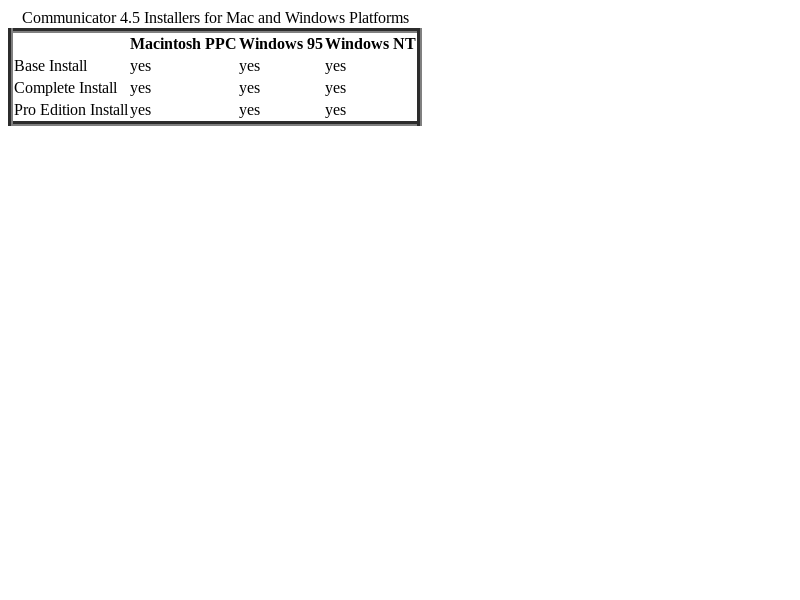 Communicator 4.5 Installers for Mac and Windows Platforms
Macintosh PPC Windows 95 Windows NT
Base Install yes yes yes
Complete Install yes yes yes
Pro Edition Install yes yes yes